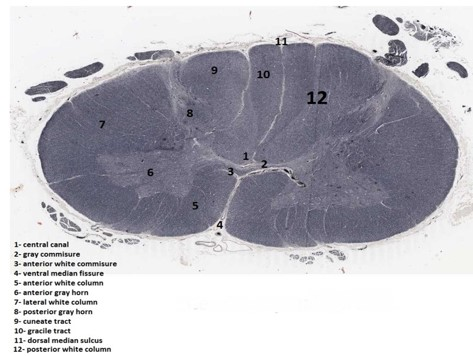 11
9
10
12
8
7
1
2
3
6
5
4
1- central canal
2- gray commisure
3- anterior white commisure
4- ventral median fissure
5- anterior white column
6- anterior gray horn
7- lateral white column
8- posterior gray horn
9- cuneate tract
10- gracile tract
11- dorsal median sulcus
12- posterior white column